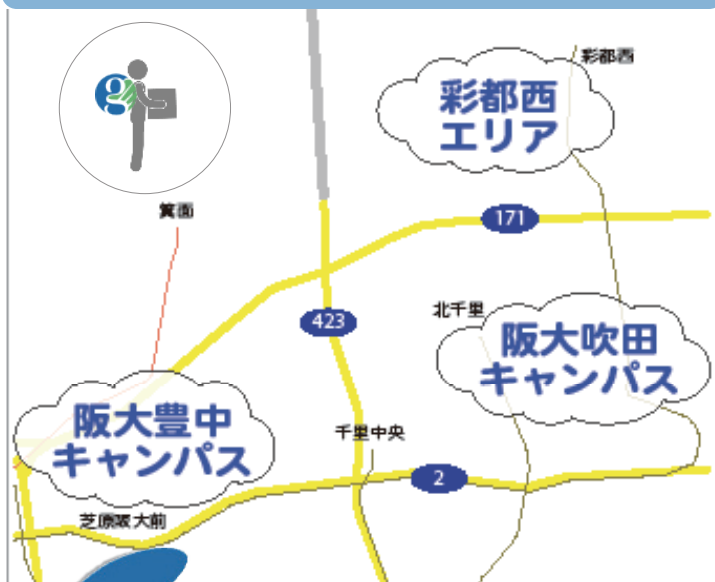 g
彩都西
彩都西
エリア
箕面
171
北千里
423
阪大吹田
キャンパス
阪大豊中
キャンパス
千里中央
2
芝原阪大前